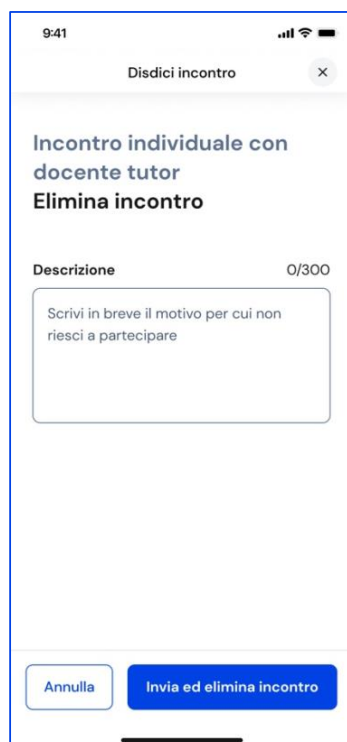 9:41
Disdici incontro
Incontro individuale con
docente tutor
Elimina incontro
Descrizione 0/300
Scrivi in breve il motivo per cui non
riesci a partecipare
Annulla Invia ed elimina incontro